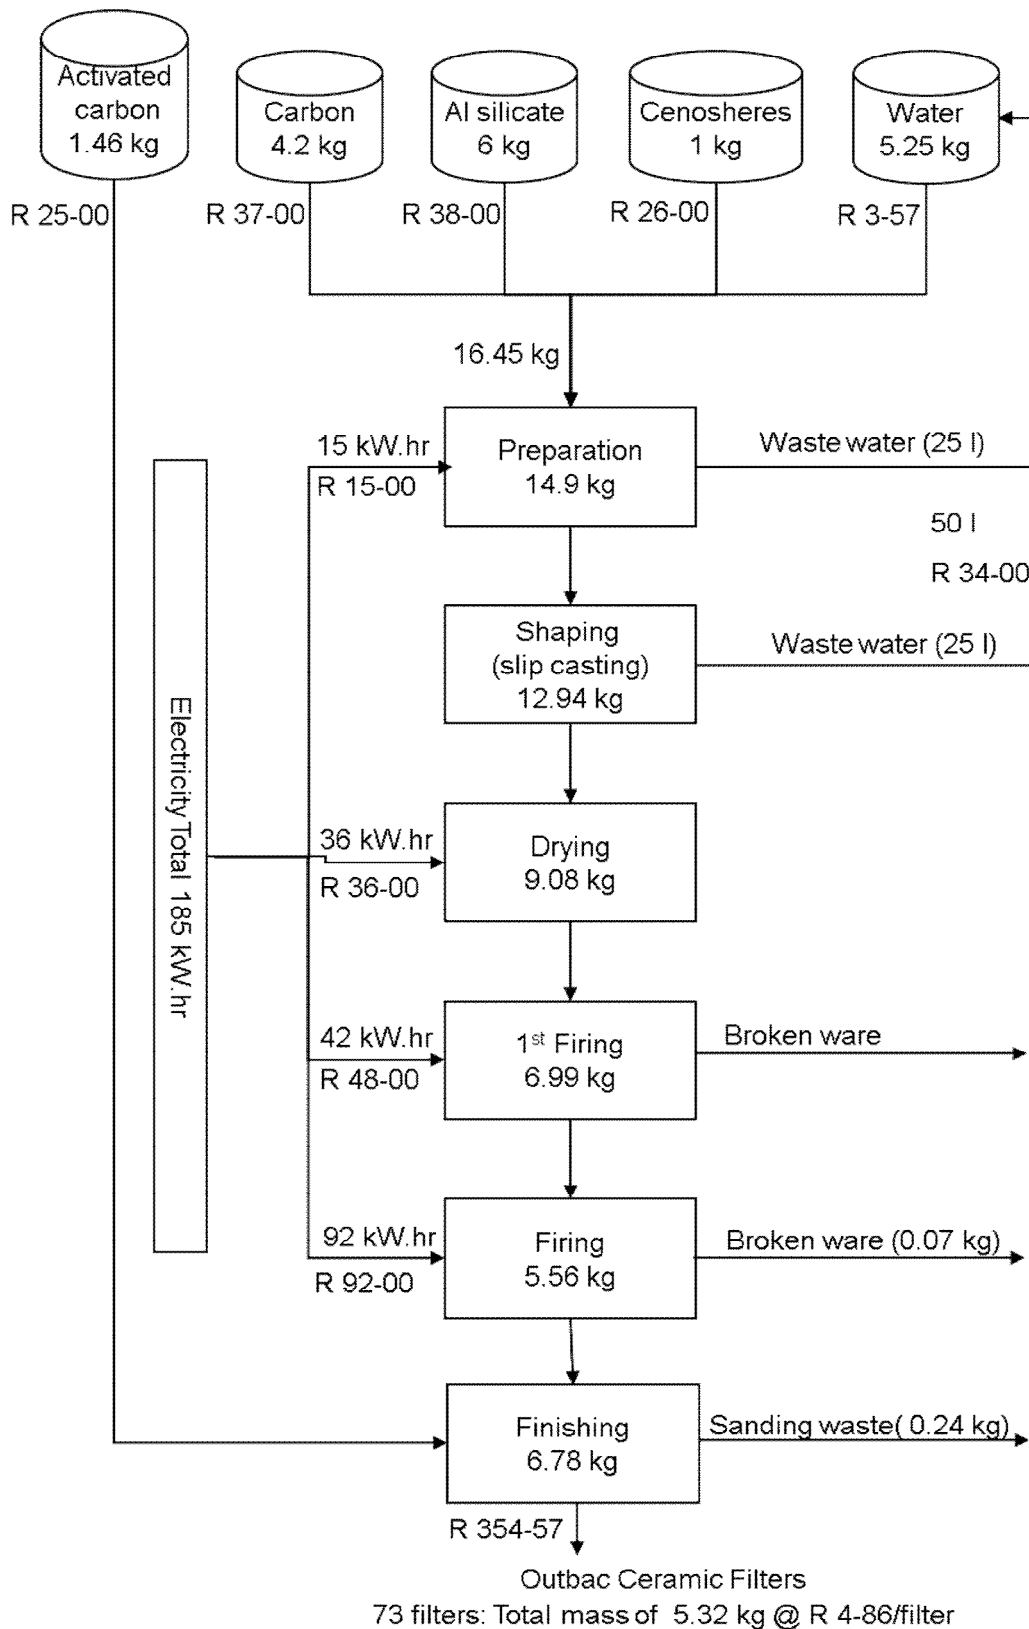 Activated
carbon
1.46 kg
Carbon
4.2 kg
Al silicate
6 kg
Cenospheres
1 kg
Water
5.25 kg
R 25-00
R 37-00
R 38-00
R 26-00
R 3-57
16.45 kg
15 kW.hr
R 15-00
Preparation
14.9 kg
Waste water (25 l)
50 l
R 34-00
Shaping
(slip casting)
12.94 kg
Waste water (25 l)
Electricity Total 185 kW.hr
36 kW.hr
R 36-00
Drying
9.08 kg
42 kW.hr
R 48-00
1st Firing
6.99 kg
Broken ware
92 kW.hr
R 92-00
Firing
5.56 kg
Broken ware (0.07 kg)
Finishing
6.78 kg
Sanding waste( 0.24 kg)
R 354-57
Outbac Ceramic Filters
73 filters: Total mass of 5.32 kg @ R 4-86/filter